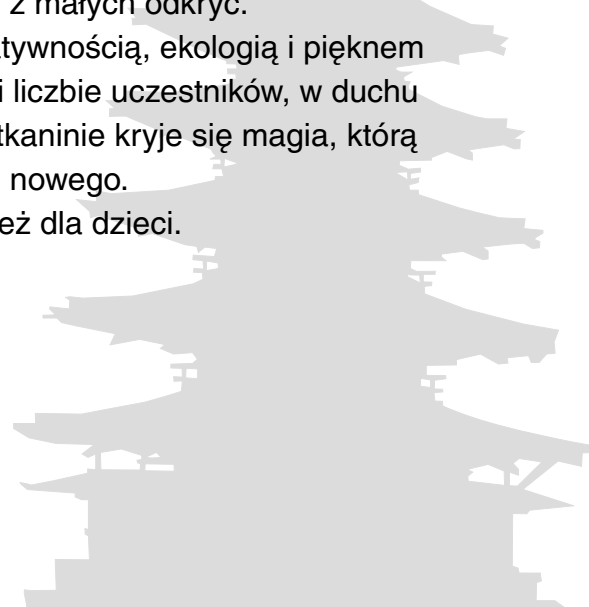 z małych odkryć.
tywnością, ekologią i pięknem
i liczbie uczestników, w duchu
tkaninie kryje się magia, którą
nowego.
eż dla dzieci.